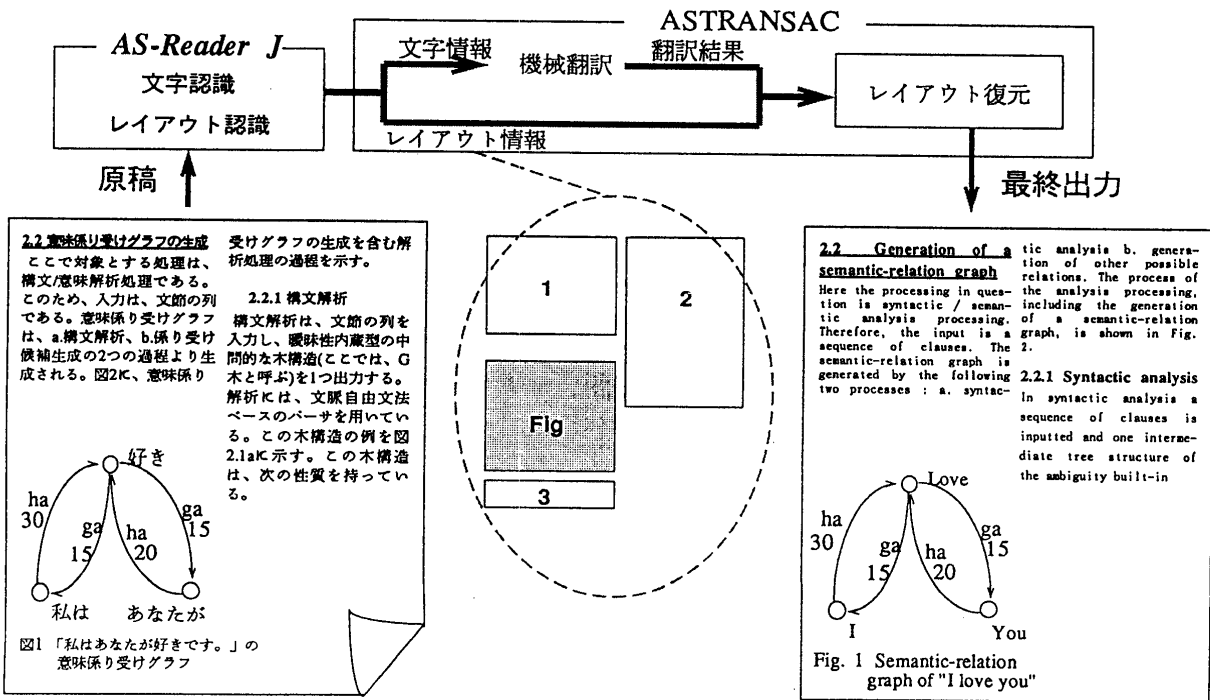 ASTRANSAC
AS-Reader J
文字認識
レイアウト認識
文字情報
機械翻訳
翻訳結果
レイアウト復元
レイアウト情報
原稿
最終出力
2.2 意味係り受けグラフの生成
ここで対象とする処理は、
構文/意味解析処理である。
このため、入力は、文節の列
である。意味係り受けグラフ
は、a.構文解析、b.係り受け
候補生成の2つの過程より生
成される。図2に、意味係り
受けグラフの生成を含む解
析処理の過程を示す。
2.2.1 構文解析
構文解析は、文節の列を
入力し、曖昧性内蔵型の中
間的な木構造(ここでは、G
木と呼ぶ)を1つ出力する。
解析には、文脈自由文法
ベースのパーサを用いてい
る。この木構造の例を図
2.1aに示す。この木構造
は、次の性質を持ってい
る。
好き
ha
30
ga
15
ha
20
ga
15
私は
あなたが
図1 「私はあなたが好きです。」の
意味係り受けグラフ
1
2
Fig
3
2.2 Generation of a
semantic-relation graph
Here the processing in ques-
tion is syntactic / seman-
tic analysis processing.
Therefore, the input is a
sequence of clauses. The
semantic-relation graph is
generated by the following
two processes : a. syntac-
tic analysis b. genera-
tion of other possible
relations. The process of
the analysis processing,
including the generation
of a semantic-relation
graph, is shown in Fig.
2.
2.2.1 Syntactic analysis
In syntactic analysis a
sequence of clauses is
inputted and one interme-
diate tree structure of
the ambiguity built-in
Love
ha
30
ga
15
ha
20
ga
15
I
You
Fig. 1 Semantic-relation
graph of "I love you"